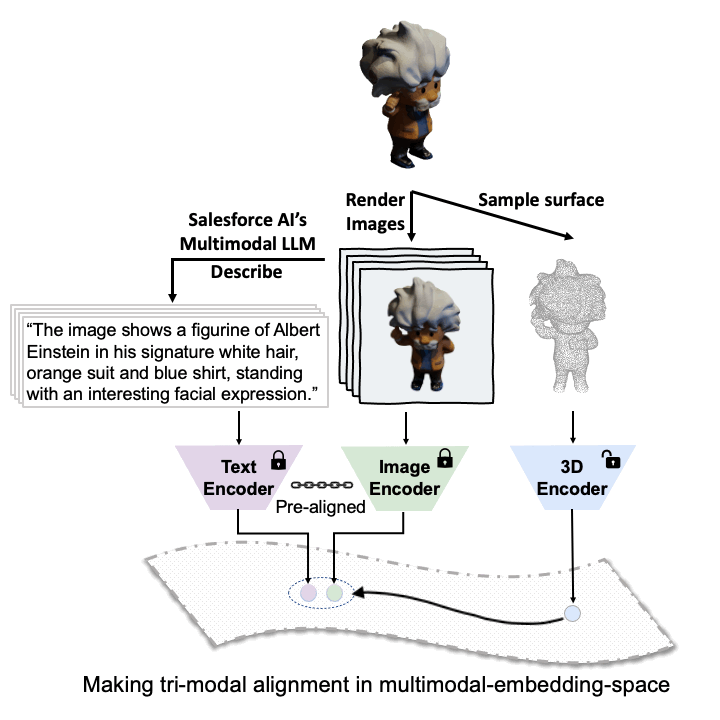 Render
Images
Sample surface
Salesforce AI's
Multimodal LLM
Describe
“The image shows a figurine of Albert
Einstein in his signature white hair,
orange suit and blue shirt, standing
with an interesting facial expression.”
Text
Encoder
Image
Encoder
3D
Encoder
Pre-aligned
Making tri-modal alignment in multimodal-embedding-space